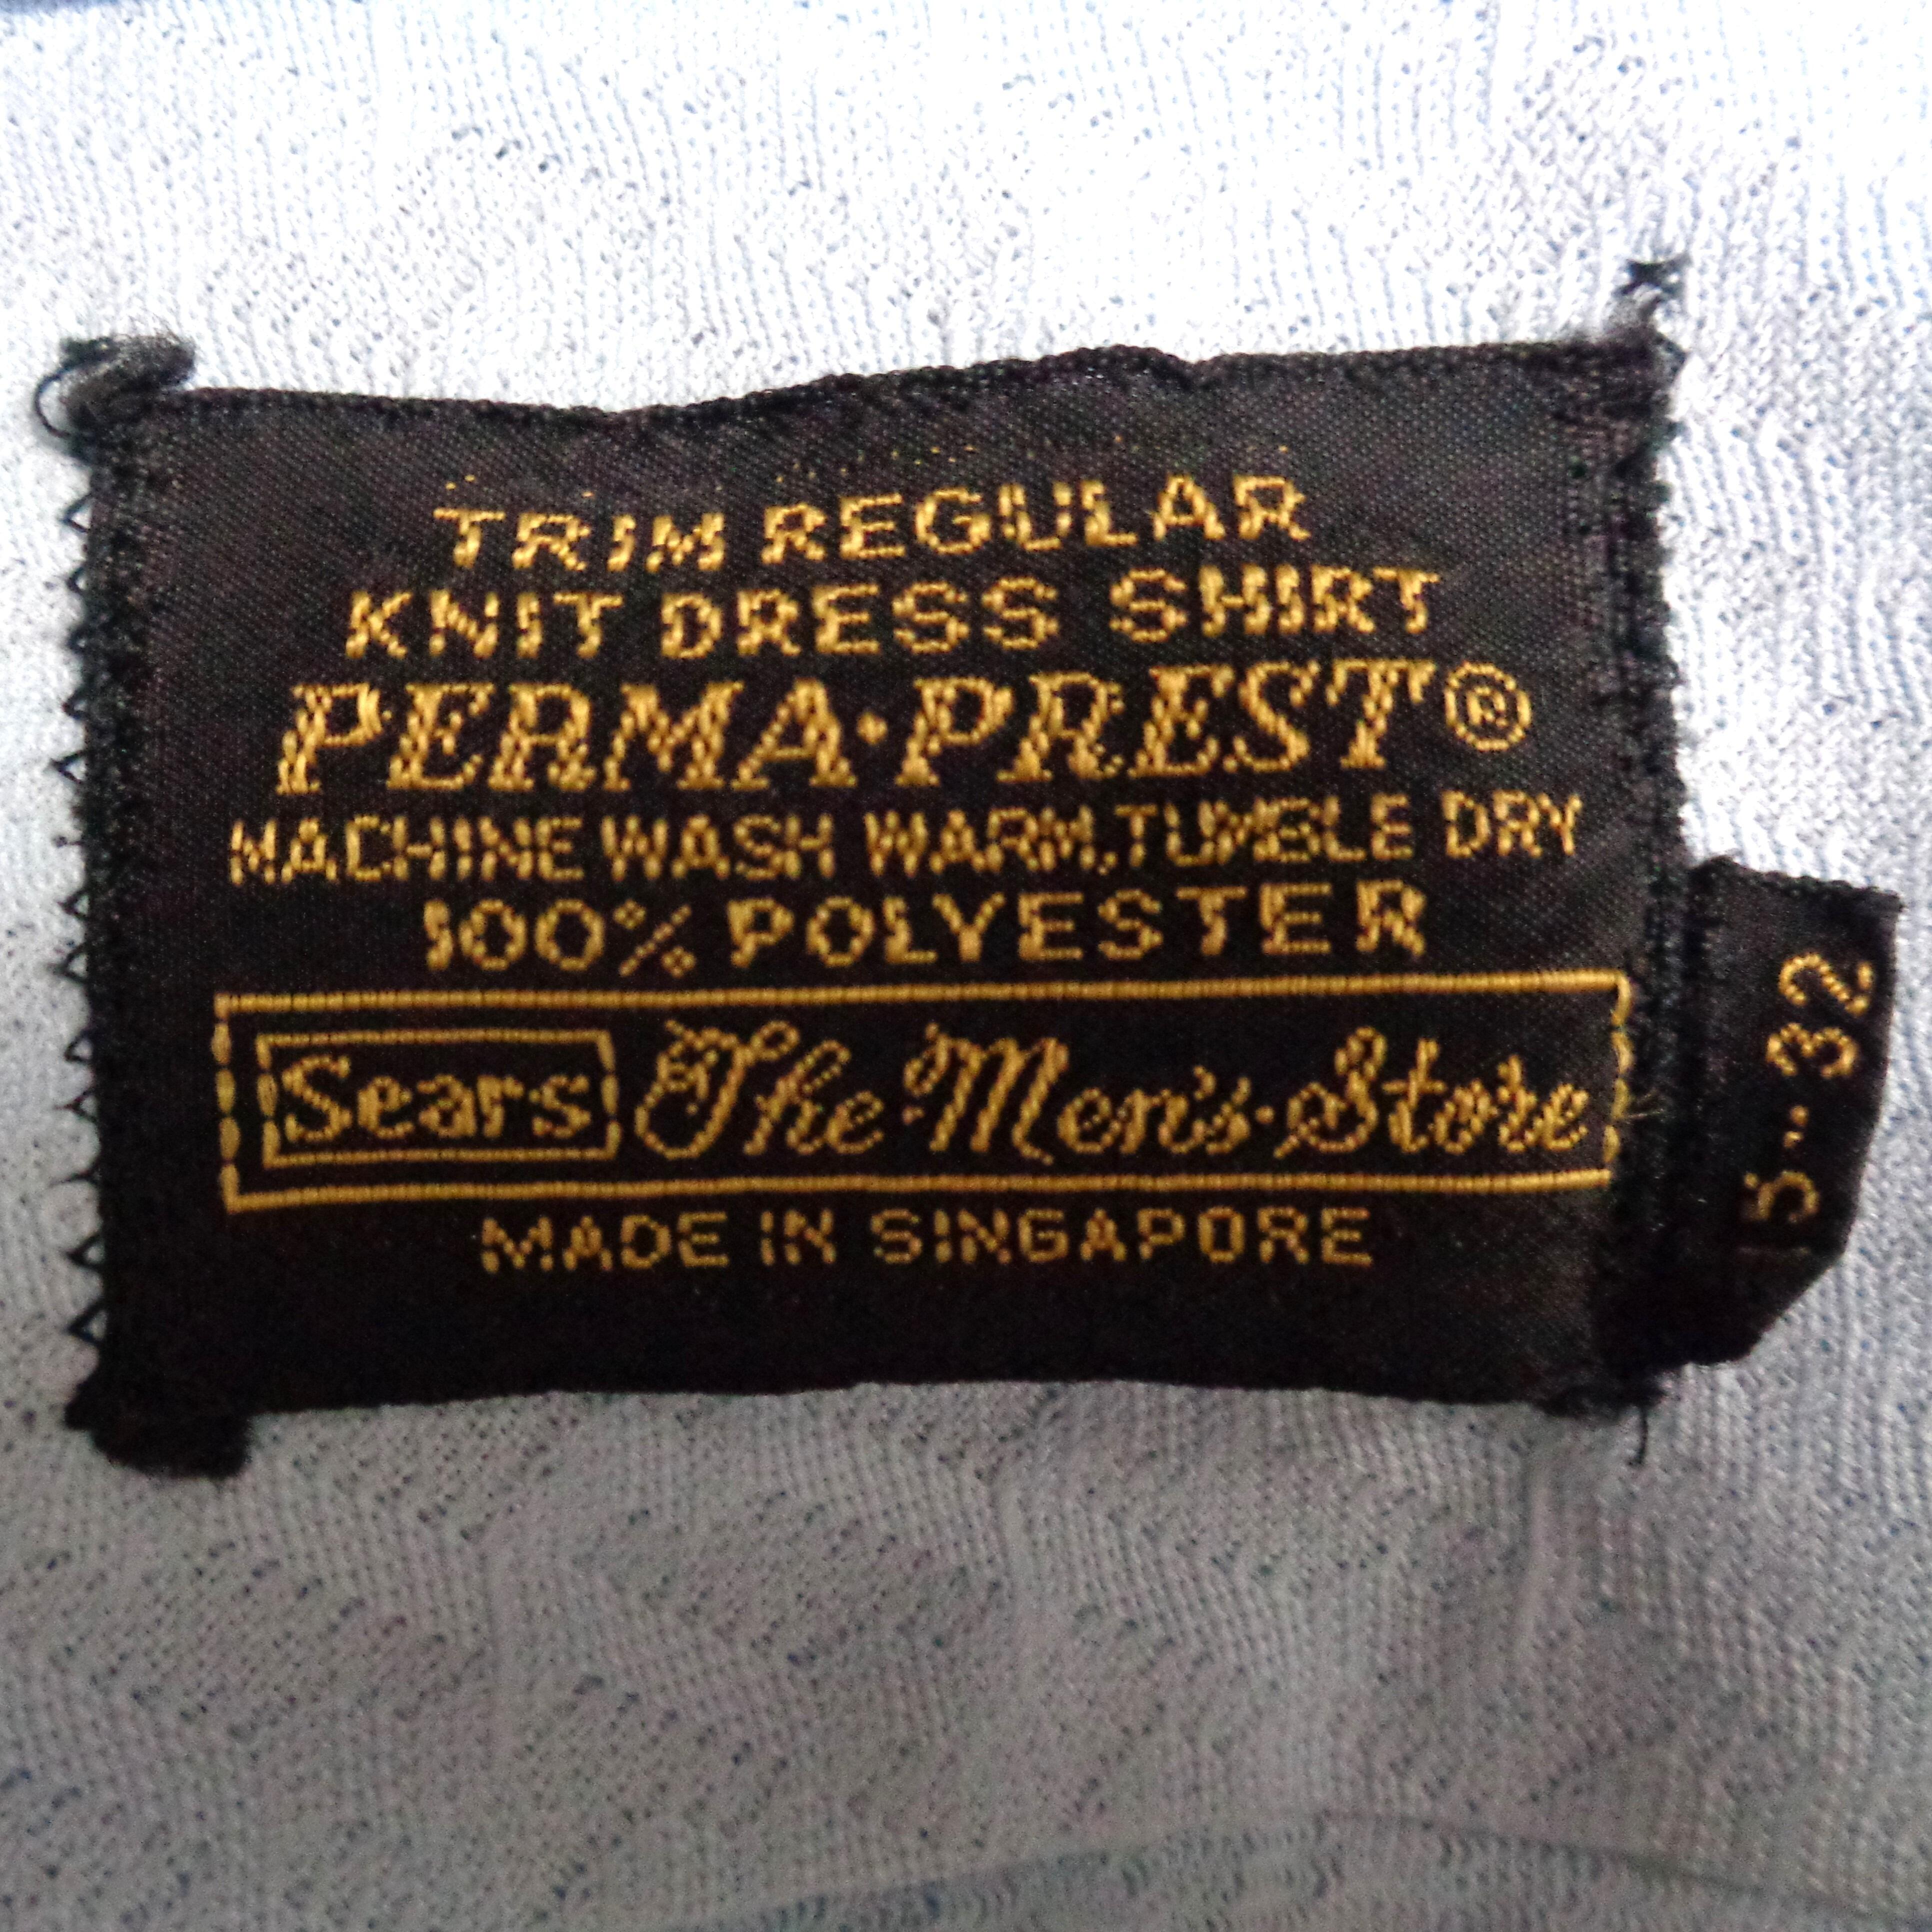 TRIM REGULAR
KNIT DRESS SHIRT
PERMA·PREST®
MACHINE WASH WARM, TUMBLE DRY
100% POLYESTER
Sears The Men's Store
MADE IN SINGAPORE
15-32